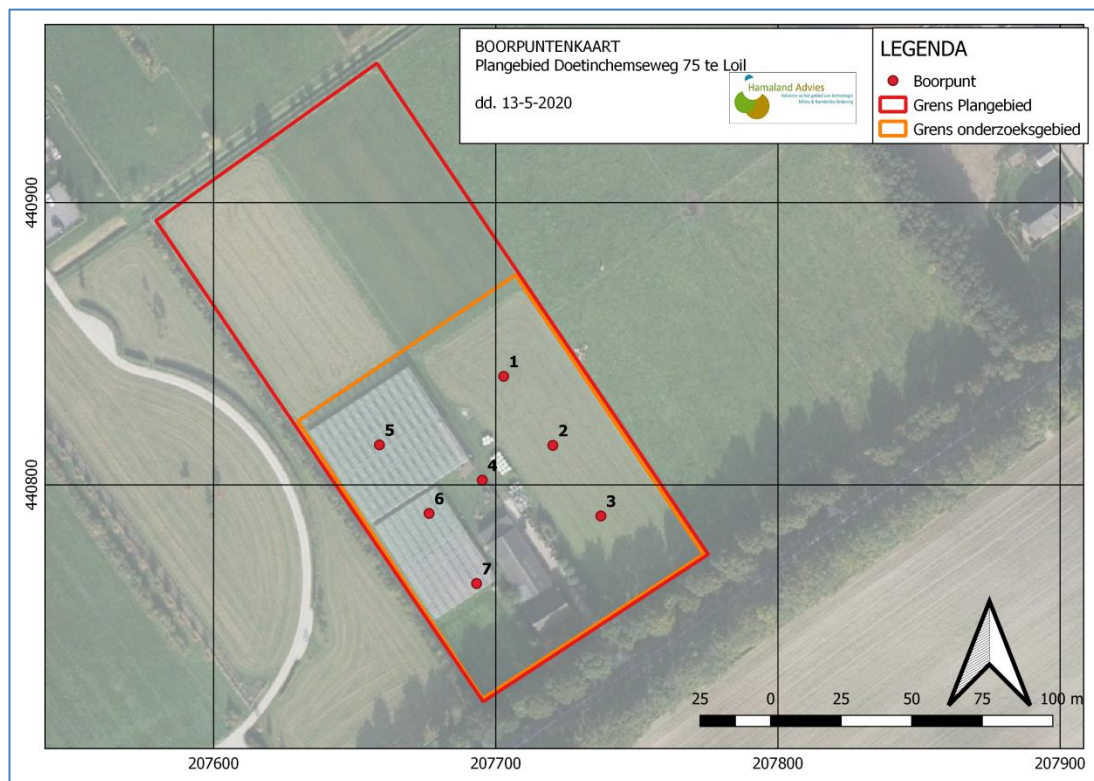 BOORPUNTENKAART
Plangebied Doetinchemseweg 75 te Loil
dd. 13-5-2020
Hamaland Advies
LEGENDA
Boorpunt
Grens Plangebied
Grens onderzoeksgebied
440900
440800
1
2
3
4
5
6
7
25 0 25 50 75 100 m
207600 207700 207800 207900